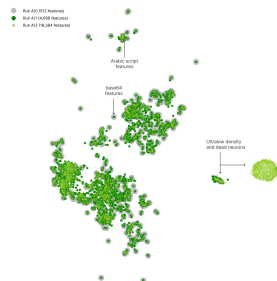 Run A/0 (512 features)
Run A/1 (4,096 features)
Run A/2 (16,384 features)
Arabic script
features
base64
features
Ultralow density
and dead neurons